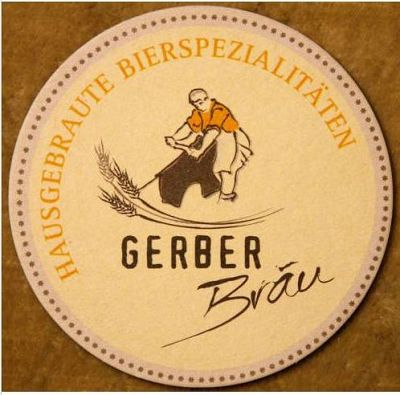 HAUSGEBRAUTE BIERSPEZIALITÄTEN
GERBER
Bräu